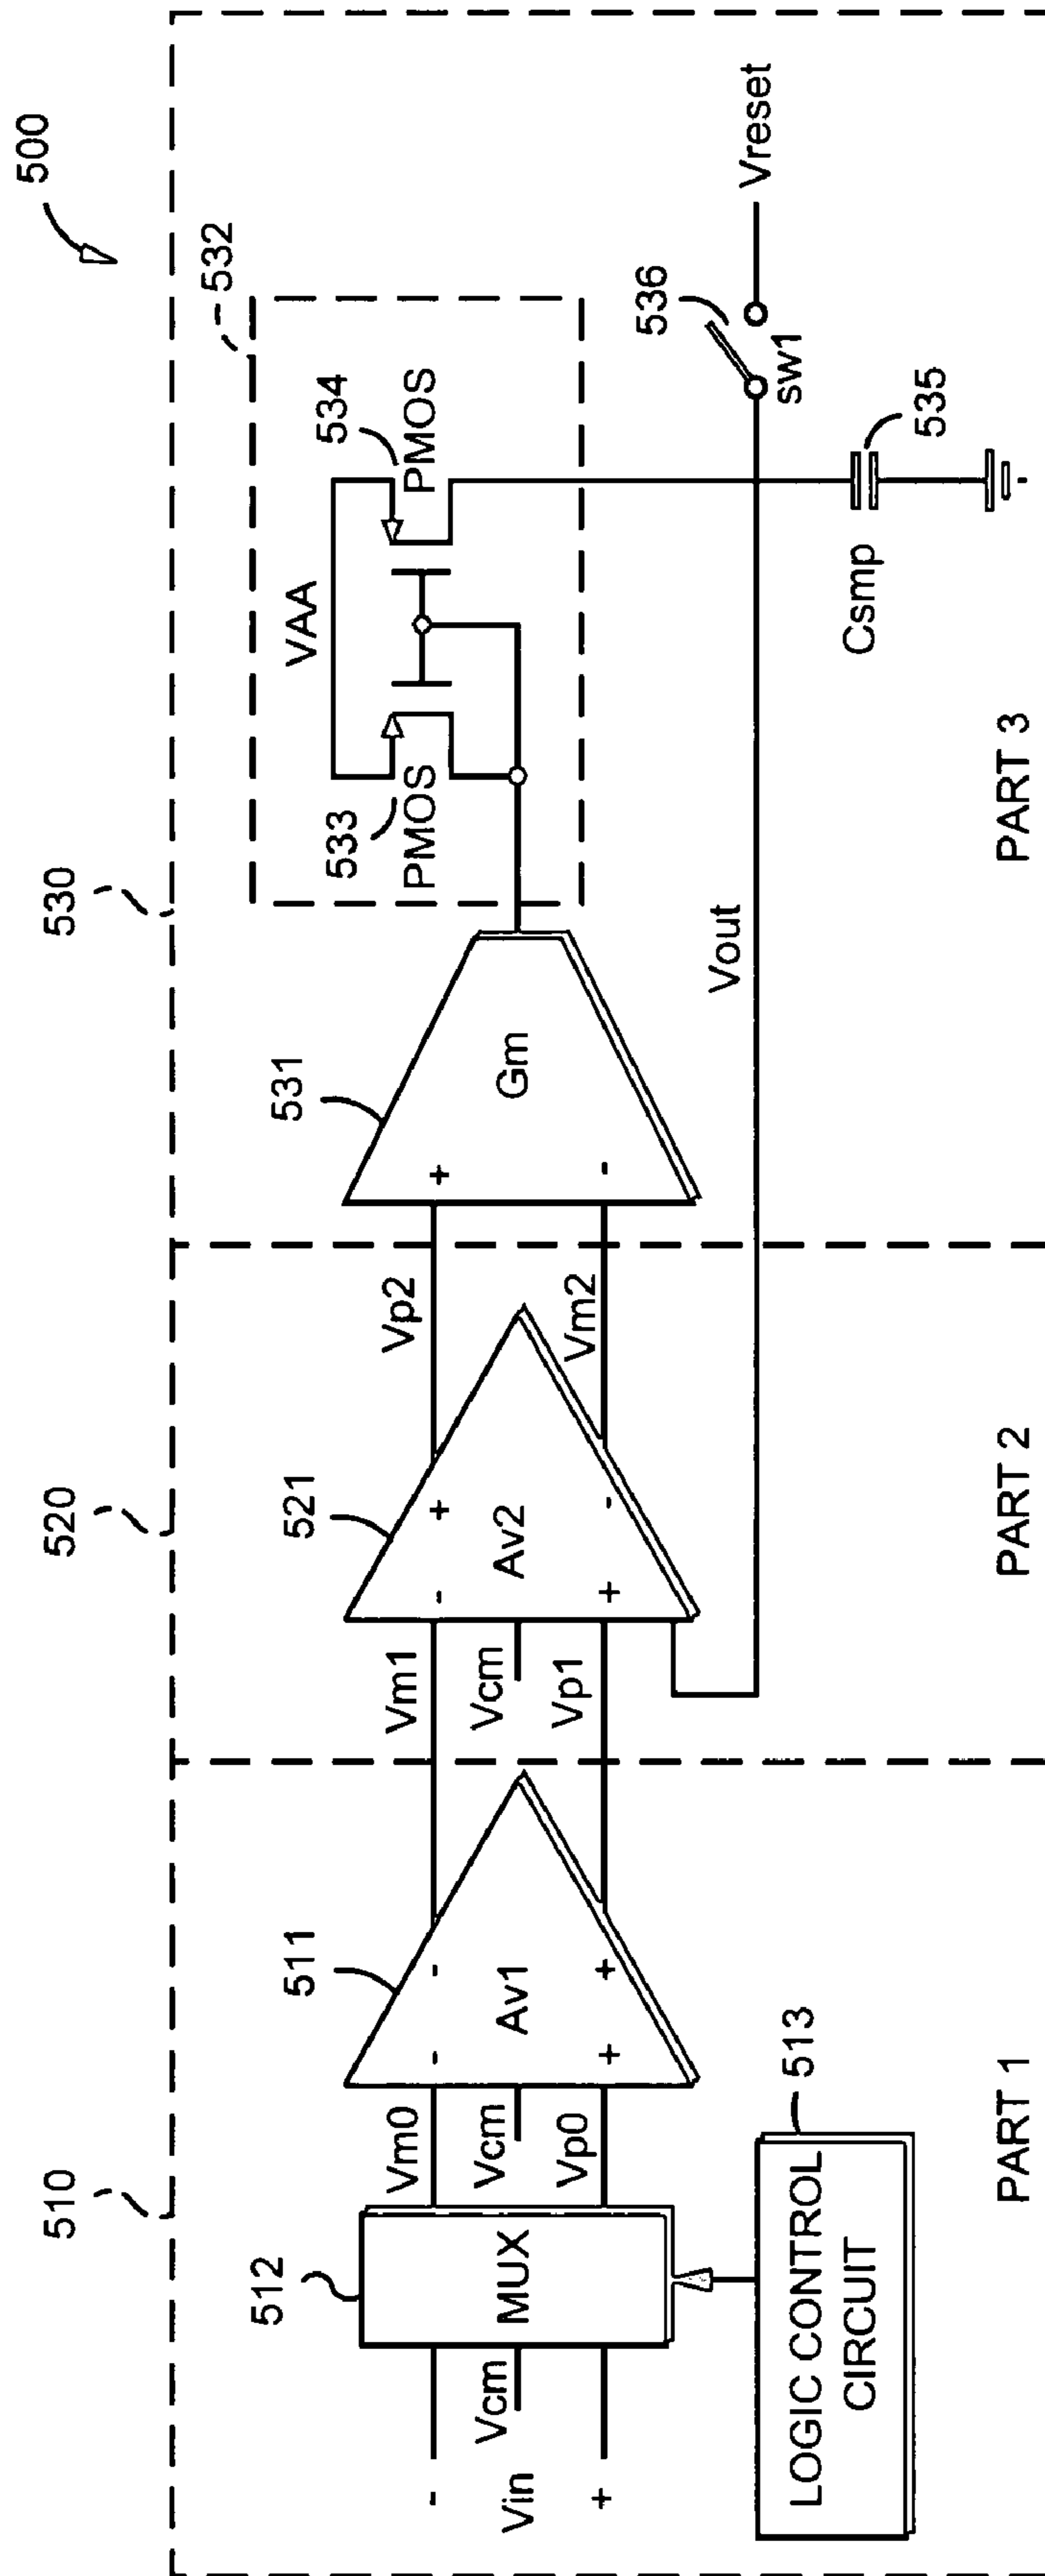 500
510
520
530
532
VAA
533
PMOS
534
PMOS
512
511
521
531
-
Vin
+
Vcm
MUX
Vm0
Vcm
Vp0
-
-
Av1
+
+
Vm1
Vcm
Vp1
-
+
Av2
+
-
Vp2
Vm2
+
-
Gm
536
sw1
Vreset
Vout
Csmp
535
LOGIC CONTROL
CIRCUIT
513
PART 1
PART 2
PART 3